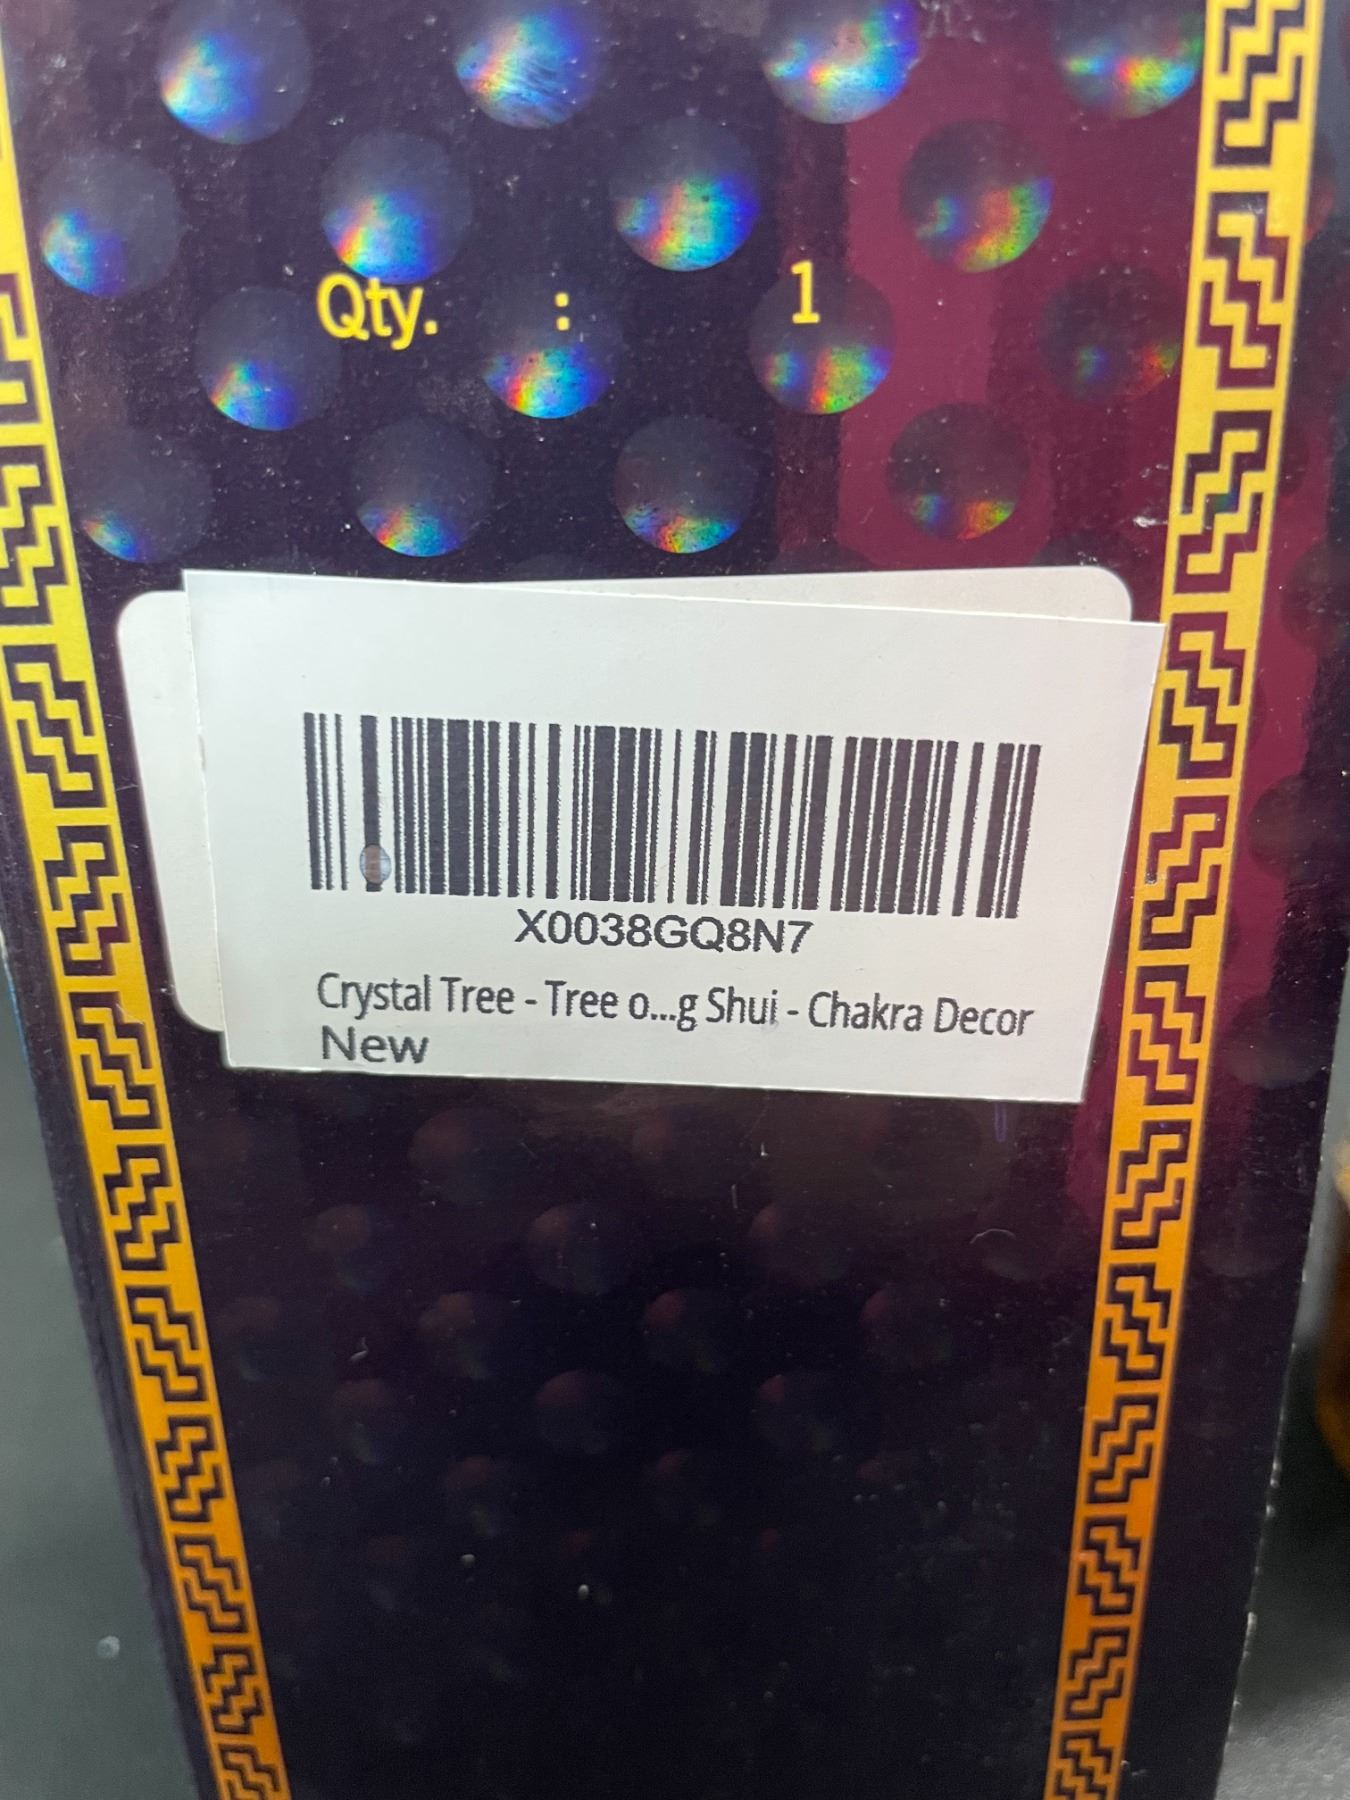 Qty. : 1
X0038GQ8N7
Crystal Tree - Tree o...g Shui - Chakra Decor
New